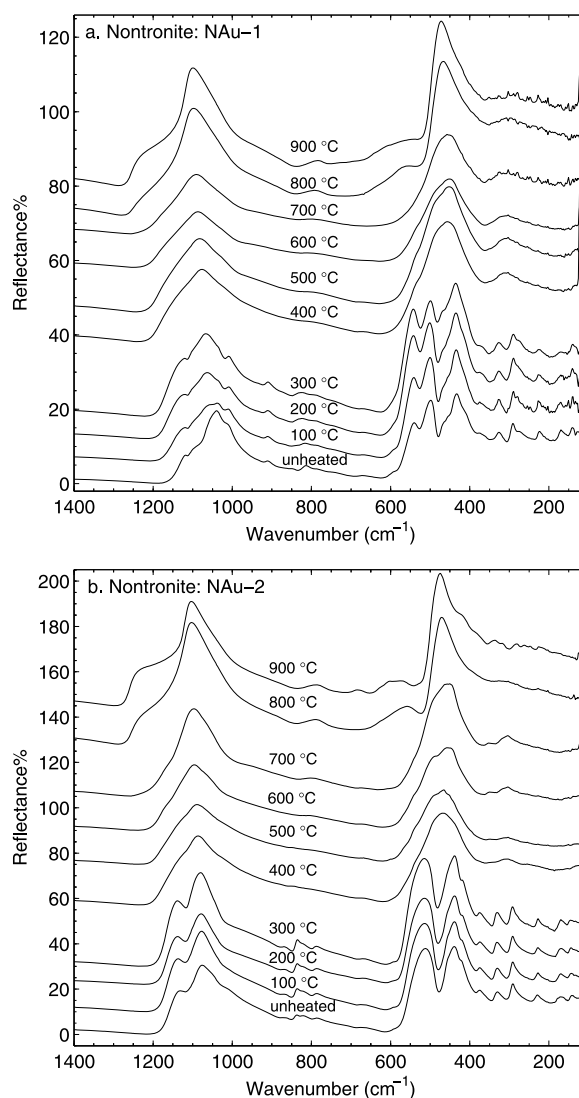 a. Nontronite: NAu−1
120
100
80
60
40
20
0
Reflectance%
900 °C
800 °C
700 °C
600 °C
500 °C
400 °C
300 °C
200 °C
100 °C
unheated
1400 1200 1000 800 600 400 200
Wavenumber (cm⁻¹)
b. Nontronite: NAu−2
200
180
160
140
120
100
80
60
40
20
0
Reflectance%
900 °C
800 °C
700 °C
600 °C
500 °C
400 °C
300 °C
200 °C
100 °C
unheated
1400 1200 1000 800 600 400 200
Wavenumber (cm⁻¹)